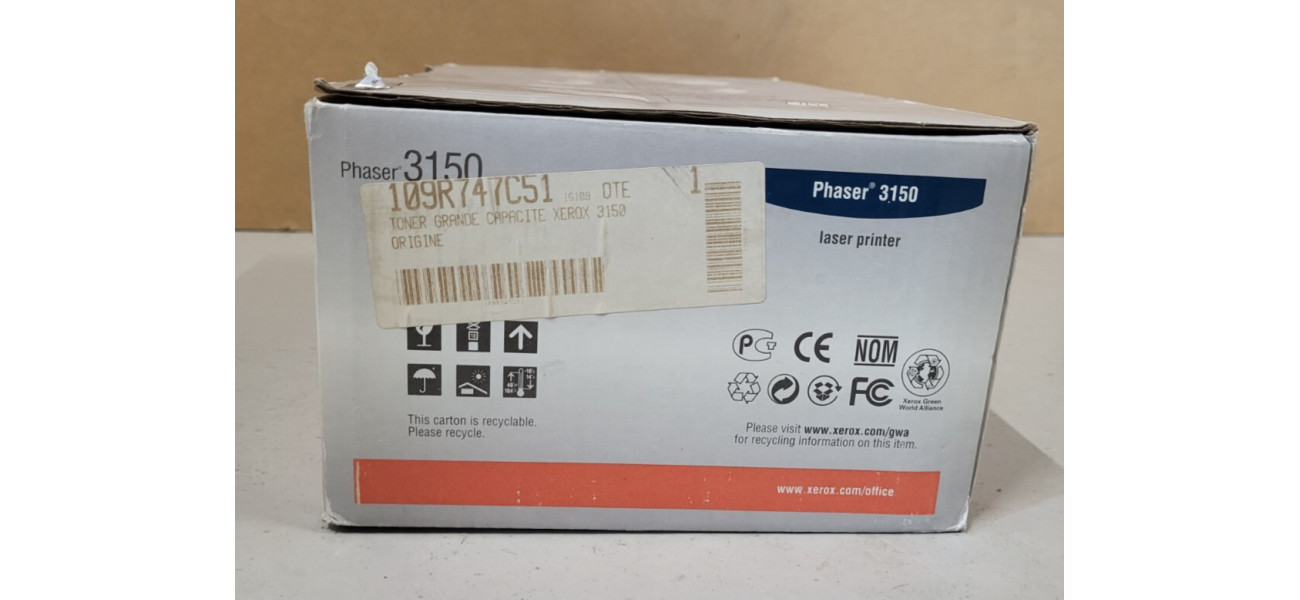 Phaser 3150
109R747C51 DTE 1
TONER GRANDE CAPACITE XEROX 3150
ORIGINE
Phaser® 3150
laser printer
CE
NOM
FC
Xerox Green
World Alliance
This carton is recyclable.
Please recycle.
Please visit www.xerox.com/gwa
for recycling information on this item.
www.xerox.com/office